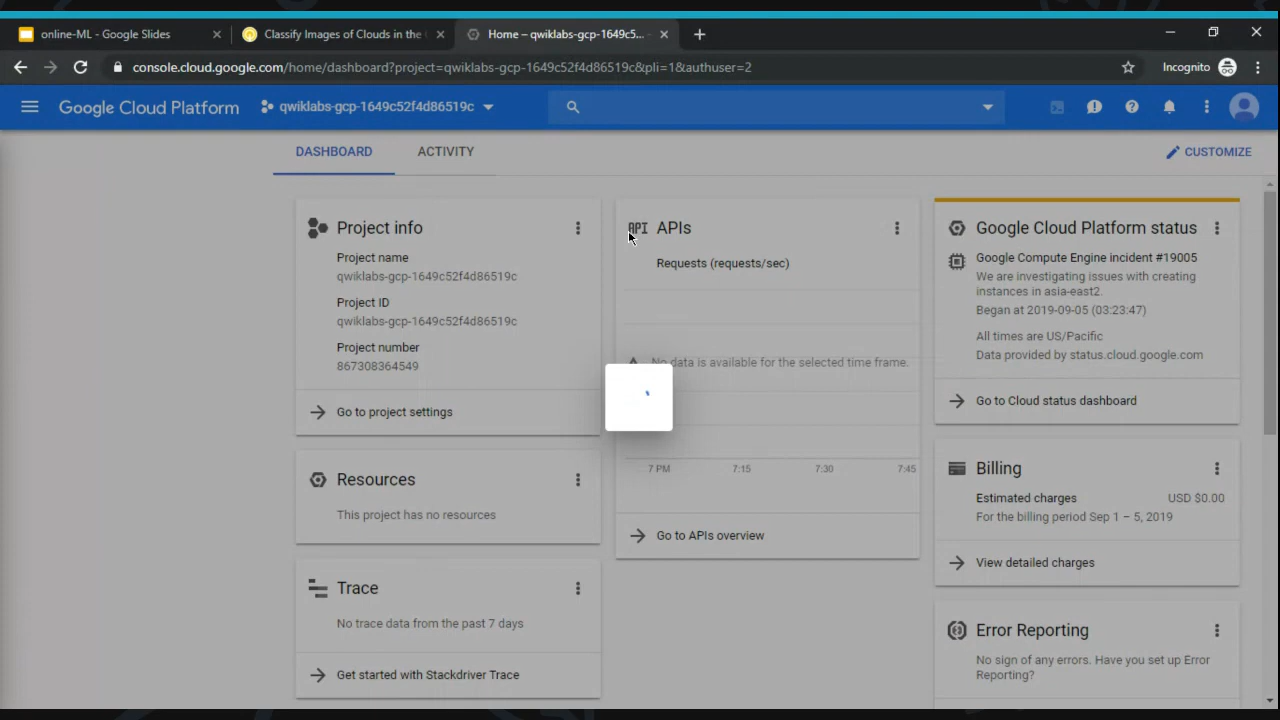 online-ML - Google Slides
Classify Images of Clouds in the
Home – qwiklabs-gcp-1649c5...
console.cloud.google.com/home/dashboard?project=qwiklabs-gcp-1649c52f4d86519c&pli=1&authuser=2
Incognito
Google Cloud Platform
qwiklabs-gcp-1649c52f4d86519c
DASHBOARD
ACTIVITY
CUSTOMIZE
Project info
Project name
qwiklabs-gcp-1649c52f4d86519c
Project ID
qwiklabs-gcp-1649c52f4d86519c
Project number
867308364549
Go to project settings
Resources
This project has no resources
Trace
No trace data from the past 7 days
Get started with Stackdriver Trace
API APIs
Requests (requests/sec)
No data is available for the selected time frame.
7 PM 7:15 7:30 7:45
Go to APIs overview
Google Cloud Platform status
Google Compute Engine incident #19005
We are investigating issues with creating
instances in asia-east2.
Began at 2019-09-05 (03:23:47)
All times are US/Pacific
Data provided by status.cloud.google.com
Go to Cloud status dashboard
Billing
Estimated charges USD $0.00
For the billing period Sep 1 – 5, 2019
View detailed charges
Error Reporting
No sign of any errors. Have you set up Error
Reporting?